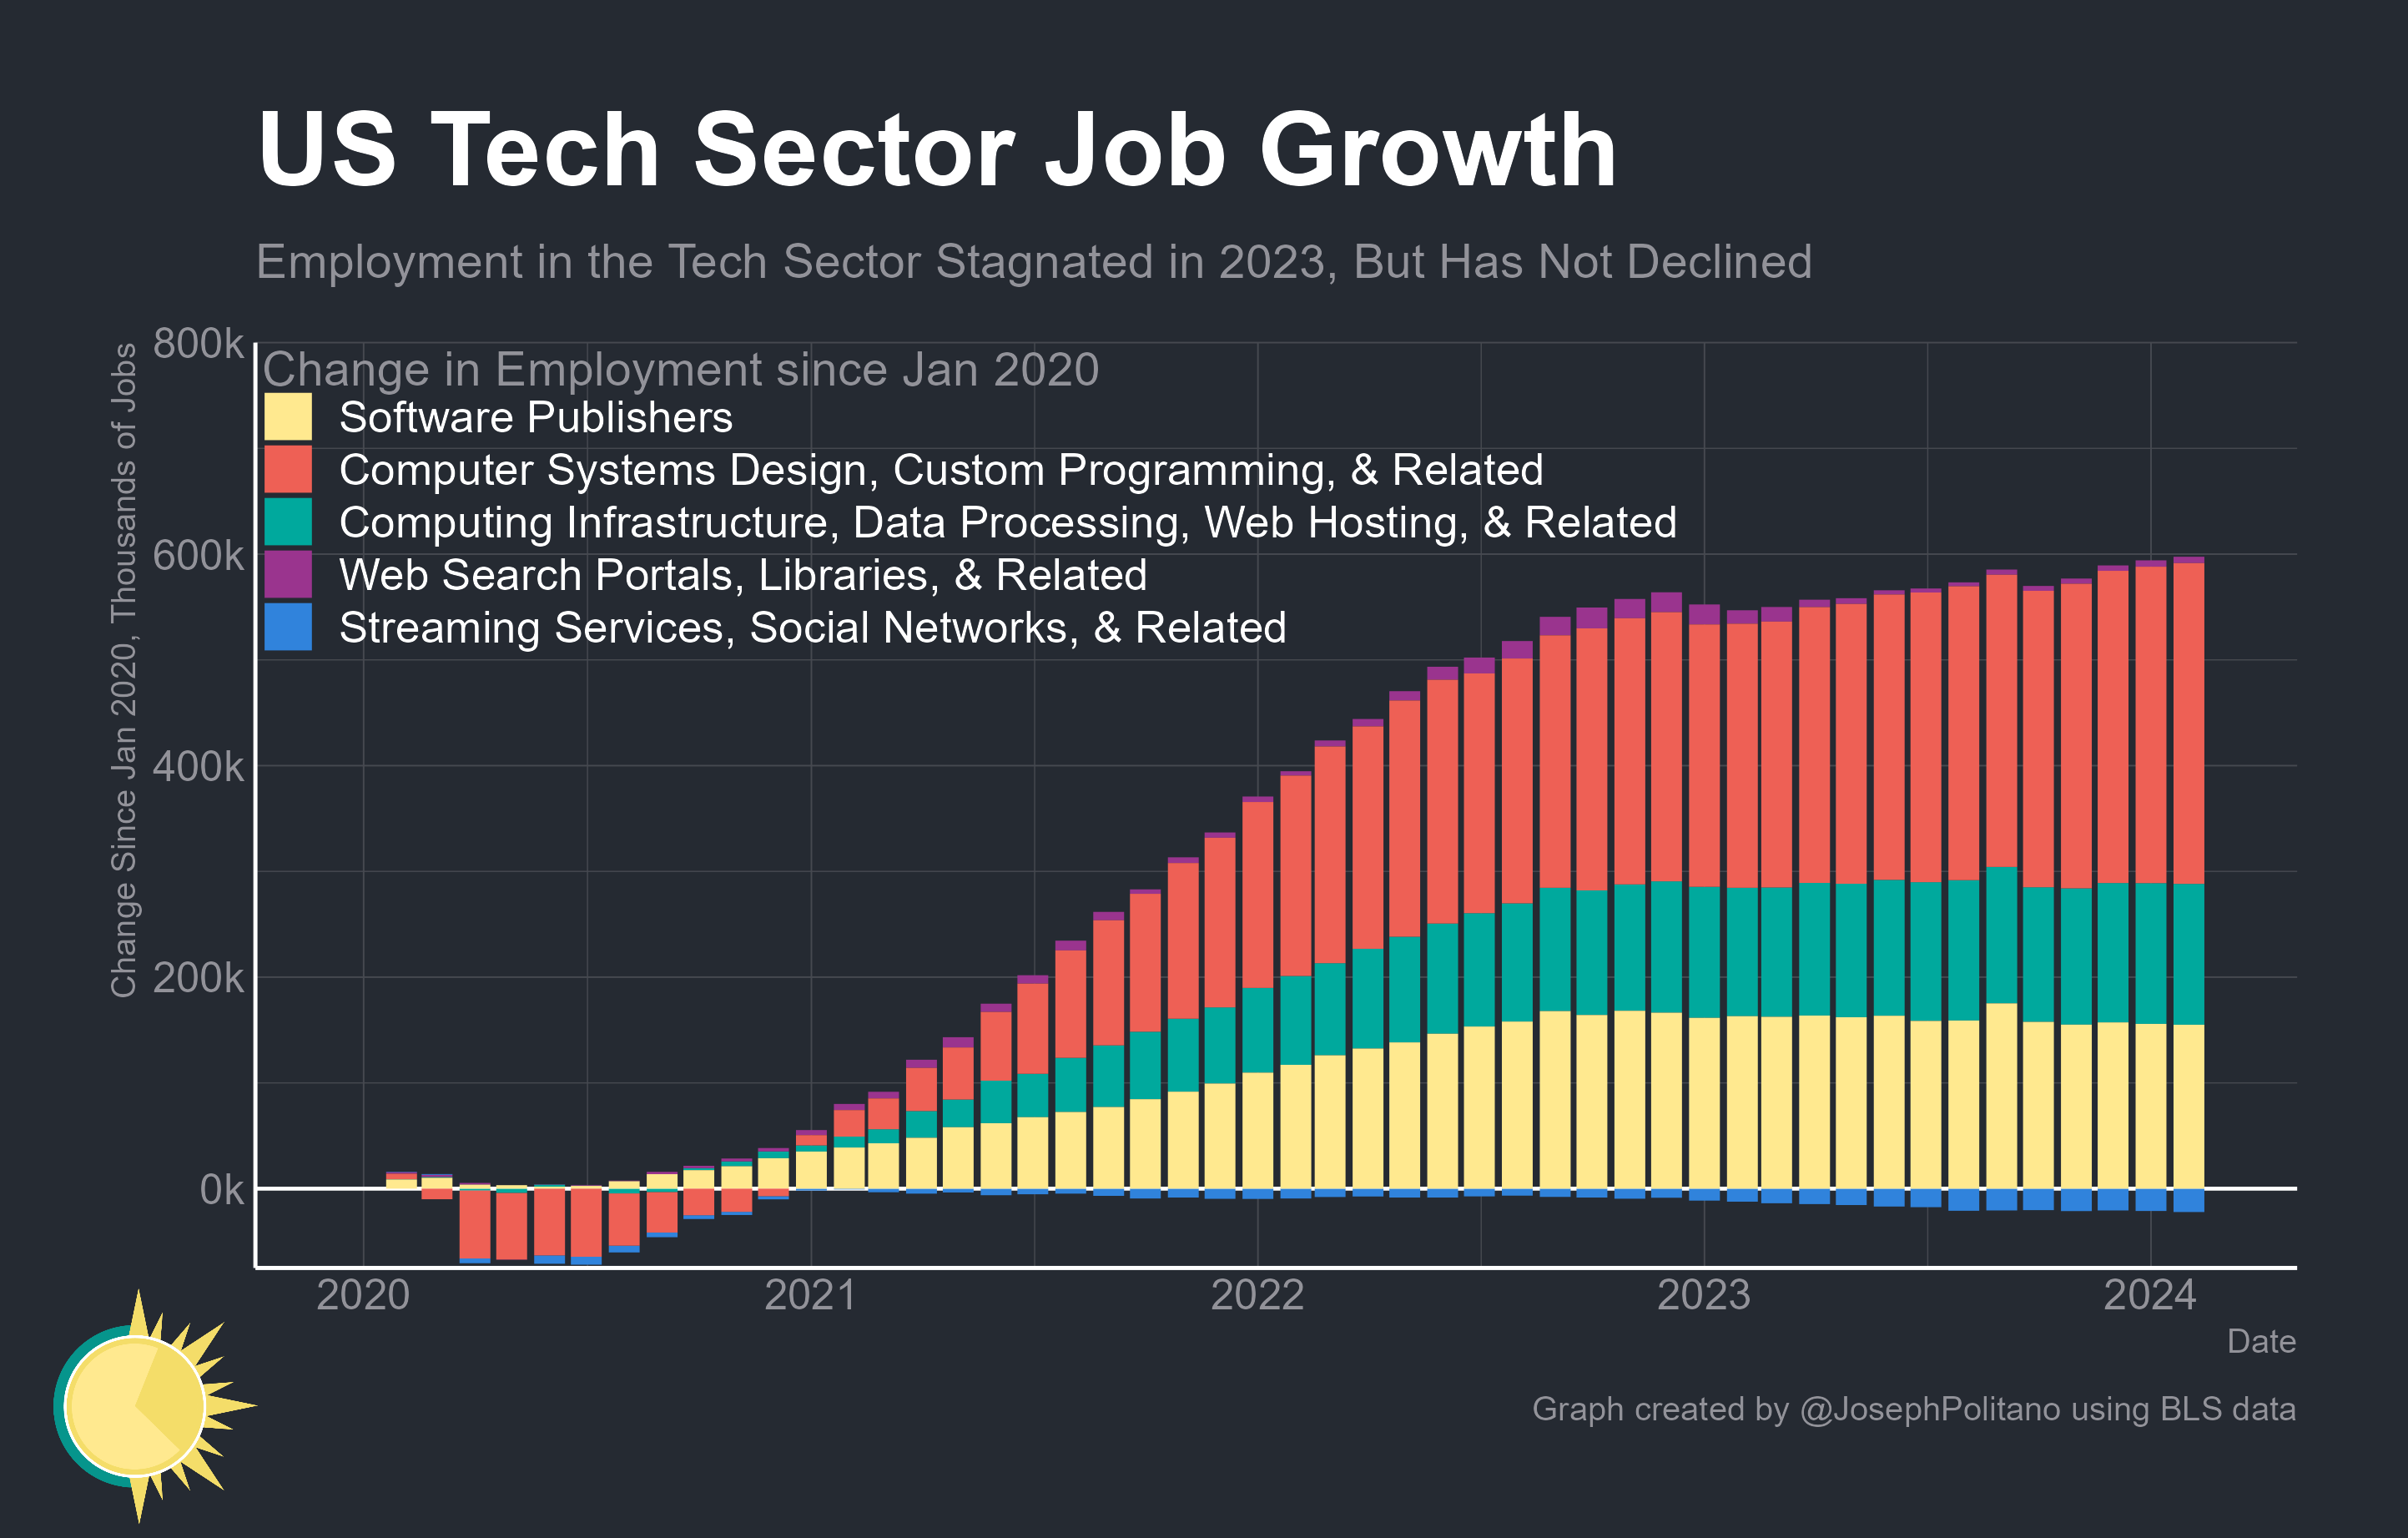 US Tech Sector Job Growth
Employment in the Tech Sector Stagnated in 2023, But Has Not Declined
Change Since Jan 2020, Thousands of Jobs
800k
600k
400k
200k
0k
Change in Employment since Jan 2020
Software Publishers
Computer Systems Design, Custom Programming, & Related
Computing Infrastructure, Data Processing, Web Hosting, & Related
Web Search Portals, Libraries, & Related
Streaming Services, Social Networks, & Related
2020 2021 2022 2023 2024
Date
Graph created by @JosephPolitano using BLS data